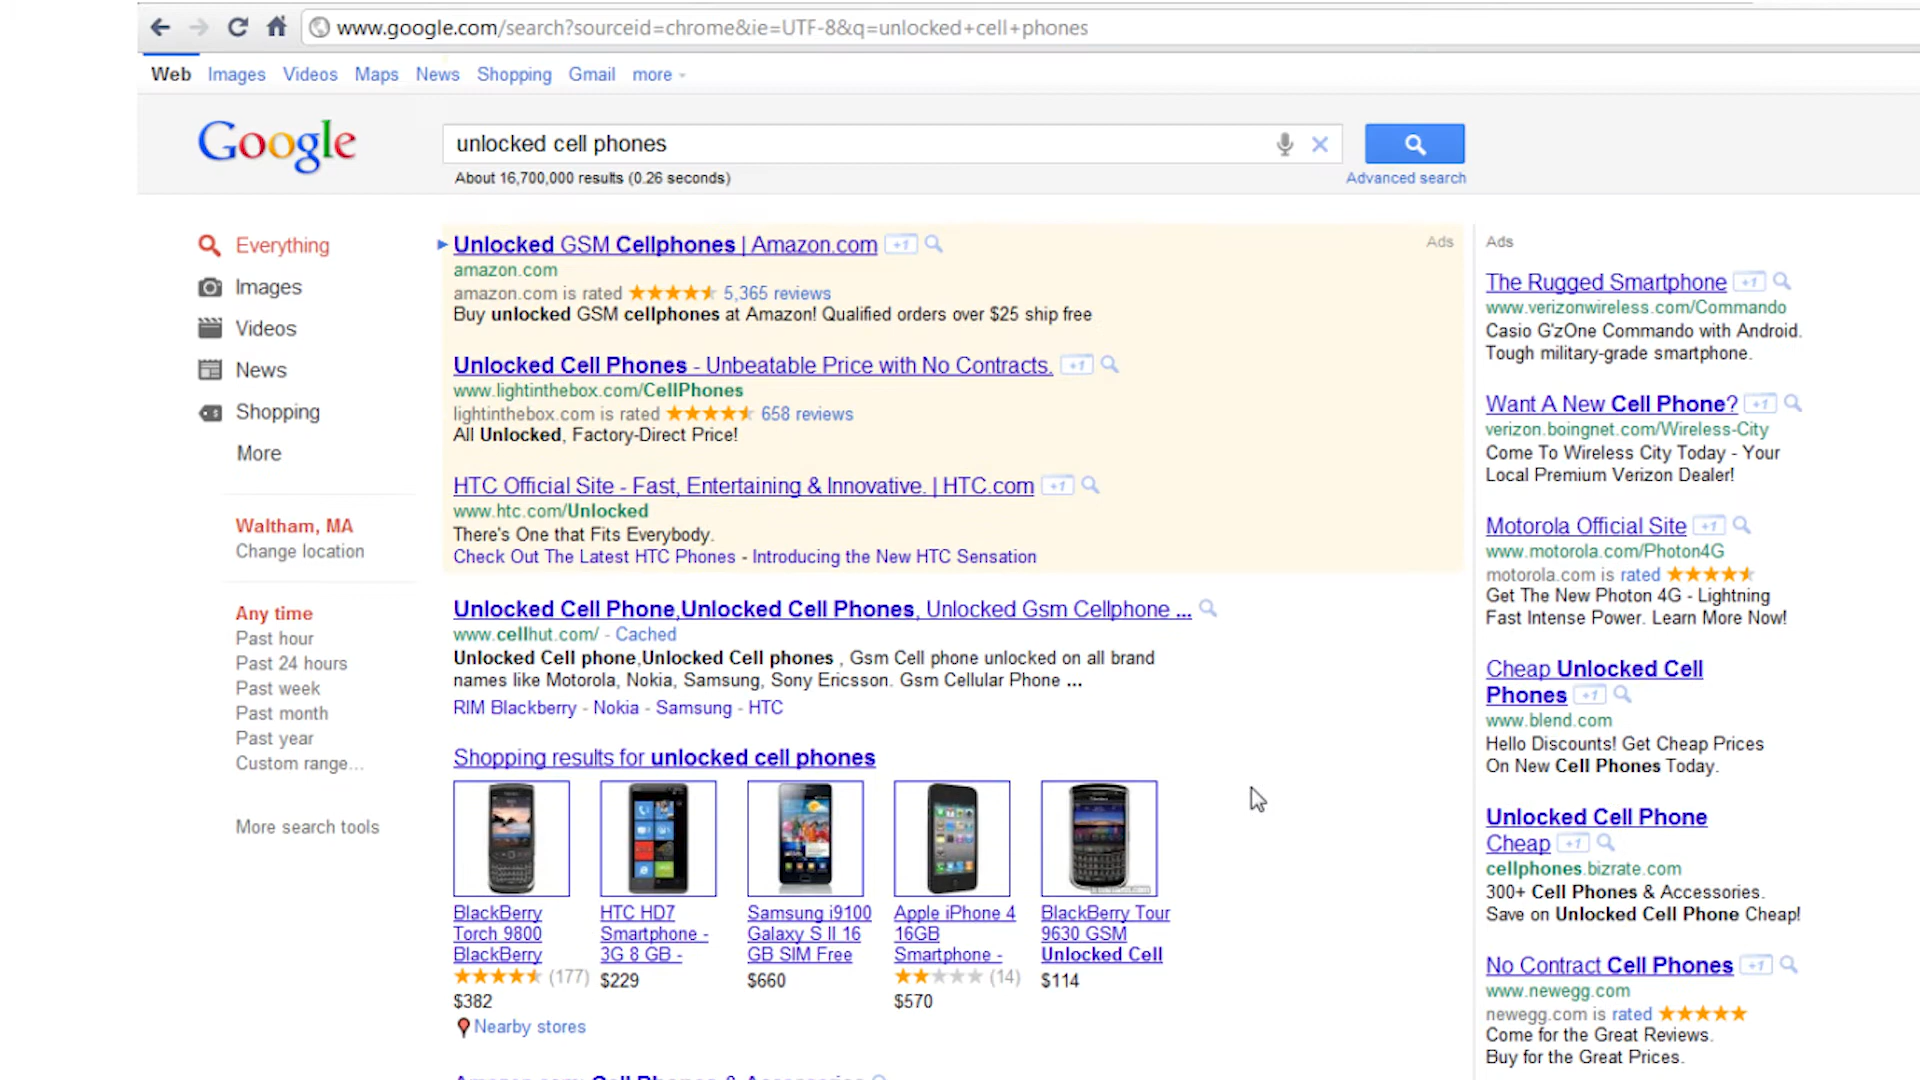 www.google.com/search?sourceid=chrome&ie=UTF-8&q=unlocked+cell+phones
Web Images Videos Maps News Shopping Gmail more
Google
unlocked cell phones
About 16,700,000 results (0.26 seconds)
Advanced search
Everything
Images
Videos
News
Shopping
More
Waltham, MA
Change location
Any time
Past hour
Past 24 hours
Past week
Past month
Past year
Custom range...
More search tools
Ads
Unlocked GSM Cellphones | Amazon.com +1
amazon.com
amazon.com is rated 5,365 reviews
Buy unlocked GSM cellphones at Amazon! Qualified orders over $25 ship free
Unlocked Cell Phones - Unbeatable Price with No Contracts. +1
www.lightinthebox.com/CellPhones
lightinthebox.com is rated 658 reviews
All Unlocked, Factory-Direct Price!
HTC Official Site - Fast, Entertaining & Innovative. | HTC.com +1
www.htc.com/Unlocked
There's One that Fits Everybody.
Check Out The Latest HTC Phones - Introducing the New HTC Sensation
Unlocked Cell Phone,Unlocked Cell Phones, Unlocked Gsm Cellphone ...
www.cellhut.com/ - Cached
Unlocked Cell phone,Unlocked Cell phones , Gsm Cell phone unlocked on all brand
names like Motorola, Nokia, Samsung, Sony Ericsson. Gsm Cellular Phone ...
RIM Blackberry - Nokia - Samsung - HTC
Shopping results for unlocked cell phones
BlackBerry
Torch 9800
BlackBerry
(177)
$382
Nearby stores
HTC HD7
Smartphone -
3G 8 GB -
$229
Samsung i9100
Galaxy S II 16
GB SIM Free
$660
Apple iPhone 4
16GB
Smartphone -
(14)
$570
BlackBerry Tour
9630 GSM
Unlocked Cell
$114
Amazon.com: Cell Phones & Accessories
Ads
The Rugged Smartphone +1
www.verizonwireless.com/Commando
Casio G'zOne Commando with Android.
Tough military-grade smartphone.
Want A New Cell Phone? +1
verizon.boingnet.com/Wireless-City
Come To Wireless City Today - Your
Local Premium Verizon Dealer!
Motorola Official Site +1
www.motorola.com/Photon4G
motorola.com is rated
Get The New Photon 4G - Lightning
Fast Intense Power. Learn More Now!
Cheap Unlocked Cell
Phones +1
www.blend.com
Hello Discounts! Get Cheap Prices
On New Cell Phones Today.
Unlocked Cell Phone
Cheap +1
cellphones.bizrate.com
300+ Cell Phones & Accessories.
Save on Unlocked Cell Phone Cheap!
No Contract Cell Phones +1
www.newegg.com
newegg.com is rated
Come for the Great Reviews.
Buy for the Great Prices.